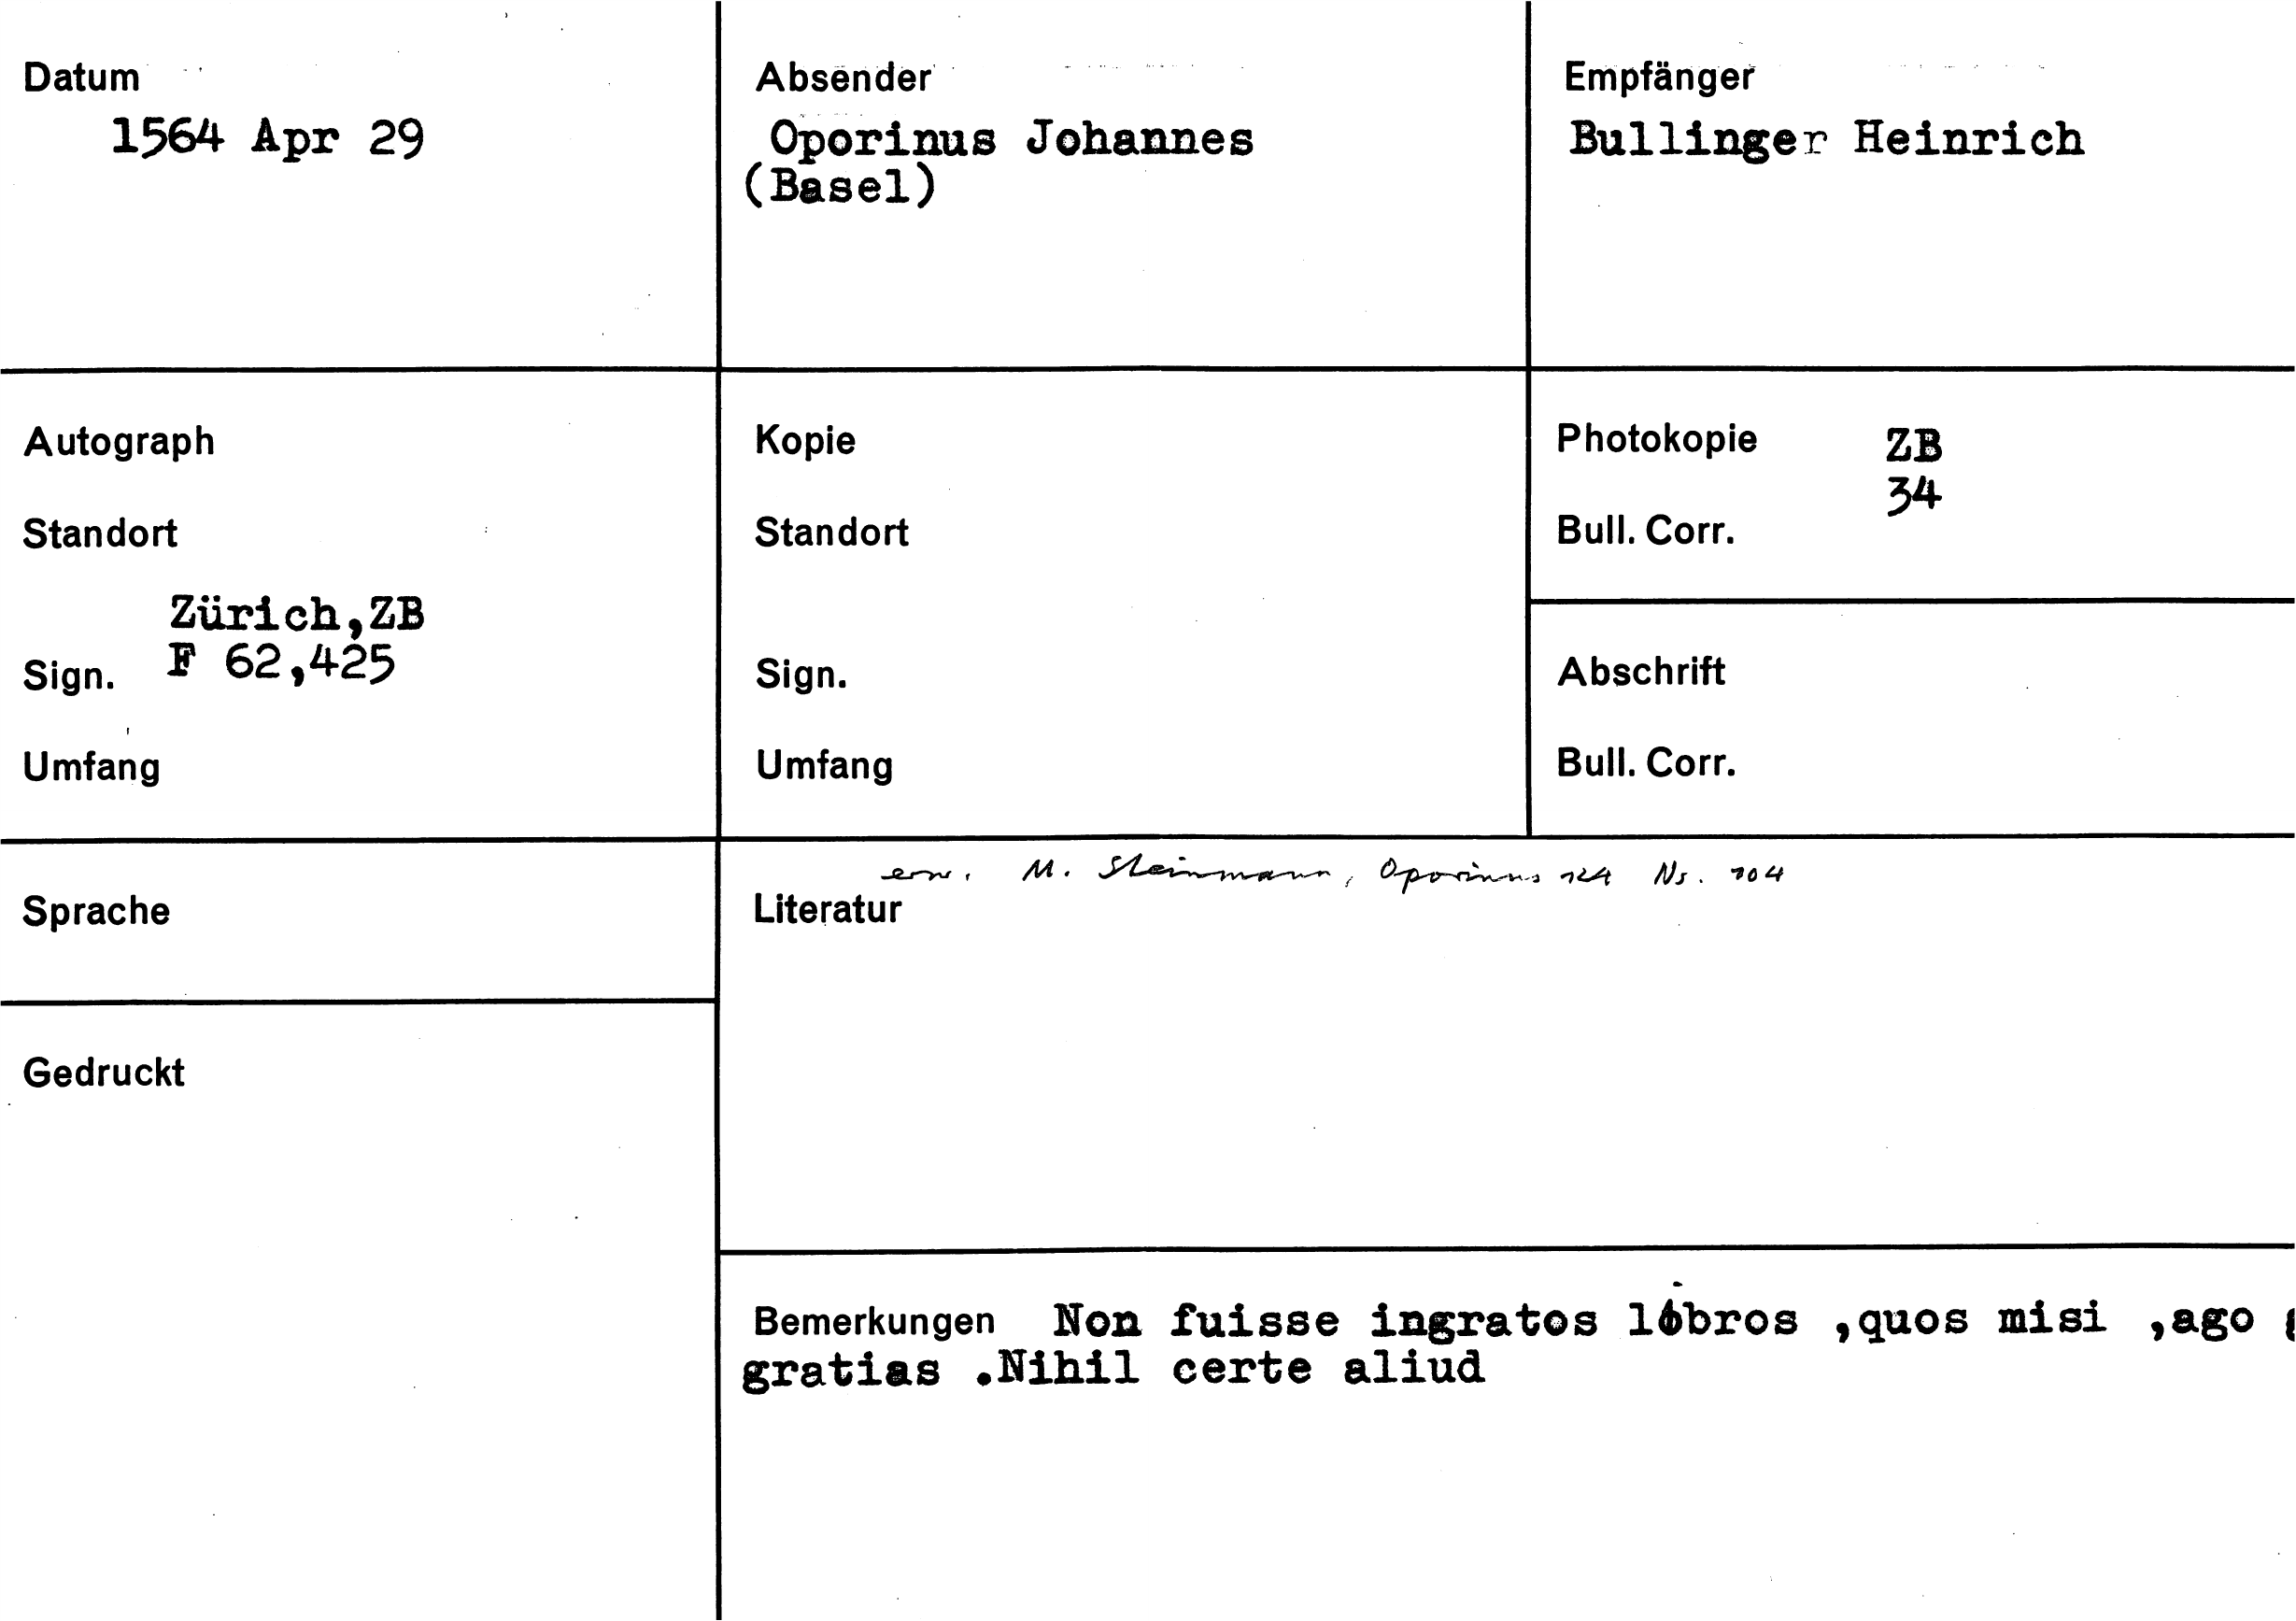 Datum
1564 Apr 29
Absender
Oporinus Johannes
(Basel)
Empfänger
Bullinger Heinrich
Autograph
Standort
Zürich,ZB
Sign. F 62,425
Umfang
Kopie
Standort
Sign.
Umfang
Photokopie ZB
34
Bull. Corr.
Abschrift
Bull. Corr.
Sprache
Gedruckt
erw. M. Steinmann, Oporinus 124 Nr. 104
Literatur
Bemerkungen Non fuisse ingratos libros ,quos misi ,ago
gratias .Nihil certe aliud